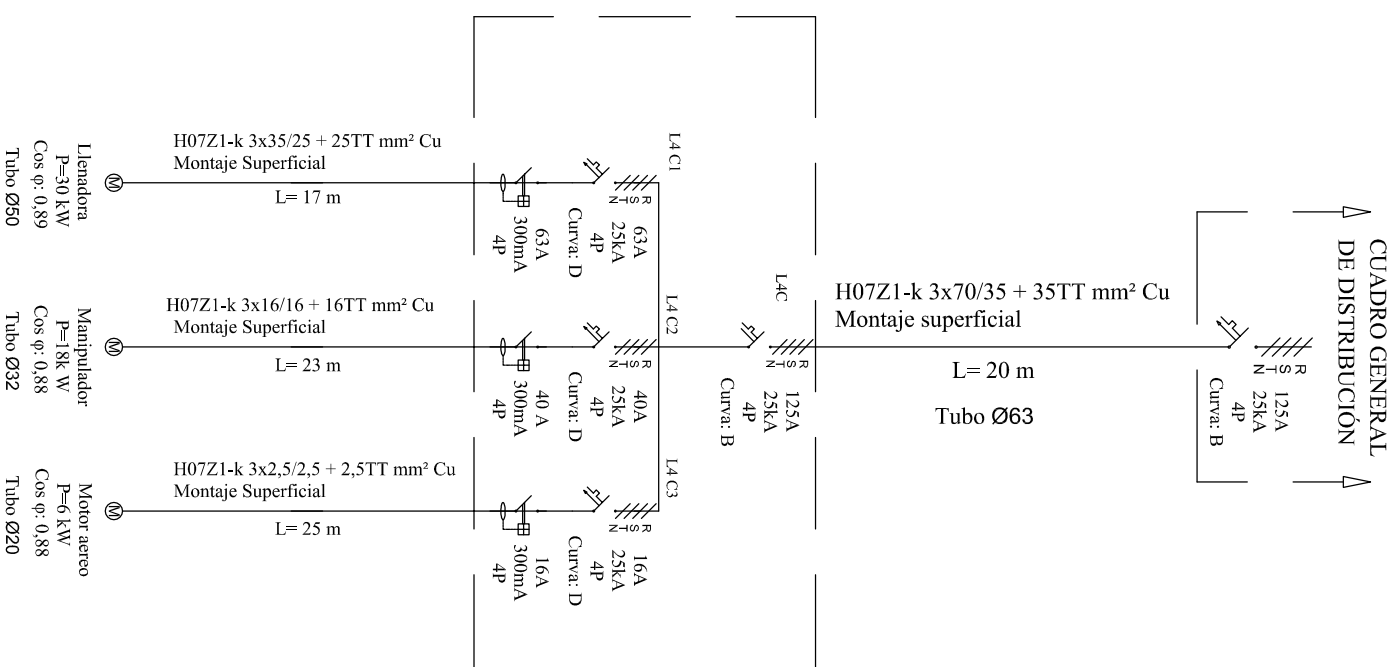 CUADRO GENERAL
DE DISTRIBUCIÓN
R
S
T
N
125A
25kA
4P
Curva: B
H07Z1-k 3x70/35 + 35TT mm² Cu
Montaje superficial
L= 20 m
Tubo Ø63
L4C
R
S
T
N
125A
25kA
4P
Curva: B
L4 C1
R
S
T
N
63A
25kA
4P
Curva: D
63A
300mA
4P
H07Z1-k 3x35/25 + 25TT mm² Cu
Montaje Superficial
L= 17 m
M
Llenadora
P=30 kW
Cos φ: 0,89
Tubo Ø50
L4 C2
R
S
T
N
40A
25kA
4P
Curva: D
40 A
300mA
4P
H07Z1-k 3x16/16 + 16TT mm² Cu
Montaje Superficial
L= 23 m
M
Manipulador
P=18k W
Cos φ: 0,88
Tubo Ø32
L4 C3
R
S
T
N
16A
25kA
4P
Curva: D
16A
300mA
4P
H07Z1-k 3x2,5/2,5 + 2,5TT mm² Cu
Montaje Superficial
L= 25 m
M
Motor aereo
P=6 kW
Cos φ: 0,88
Tubo Ø20